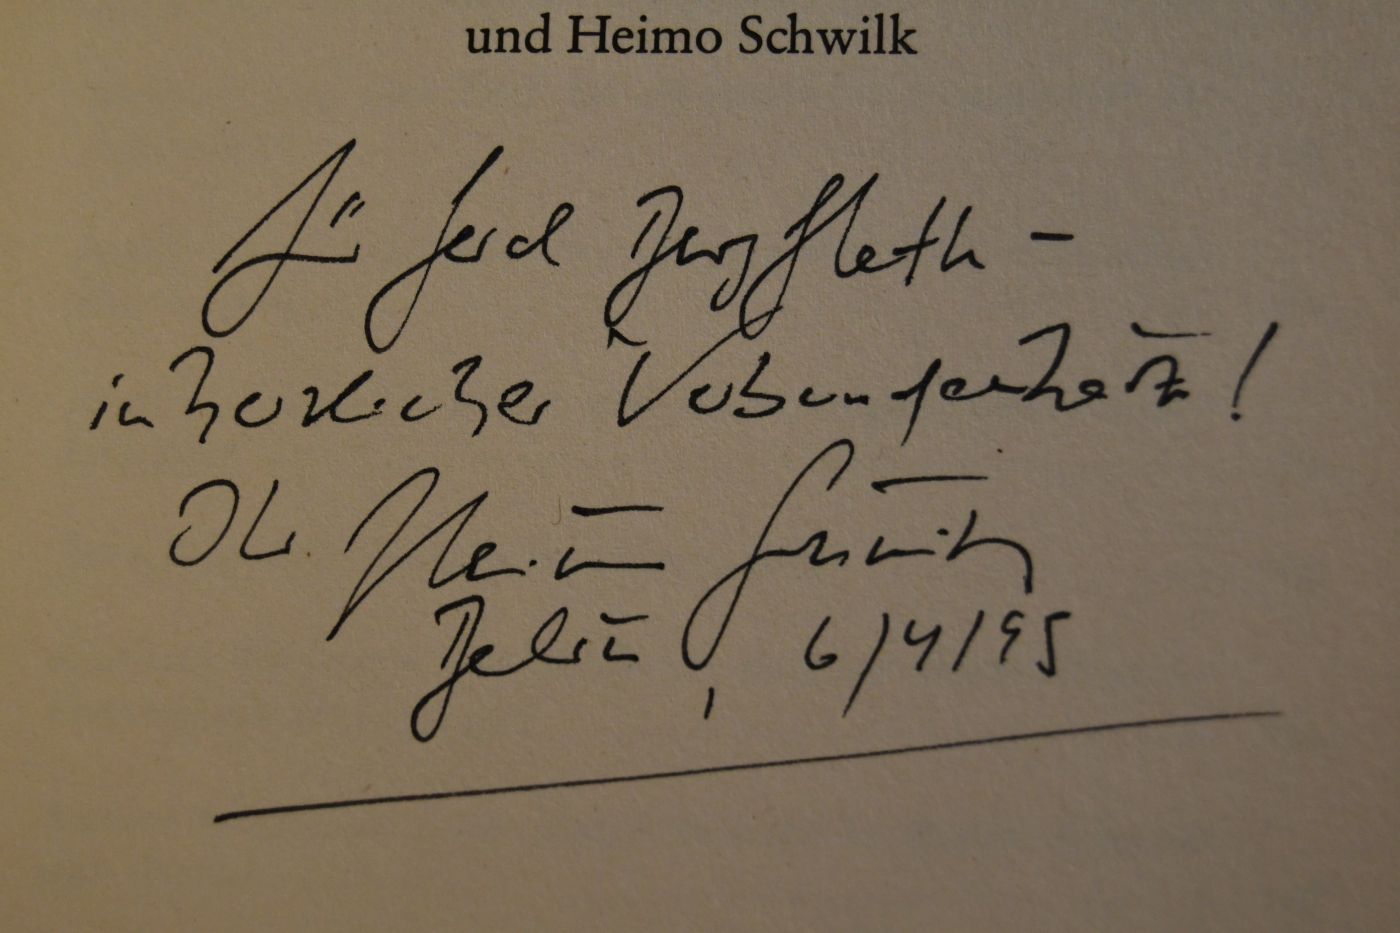 und Heimo Schwilk
Für Gerd Bergfleth –
in herzlicher Verbundenheit!
Ihr Heimo Schwilk
Berlin, 6/4/95